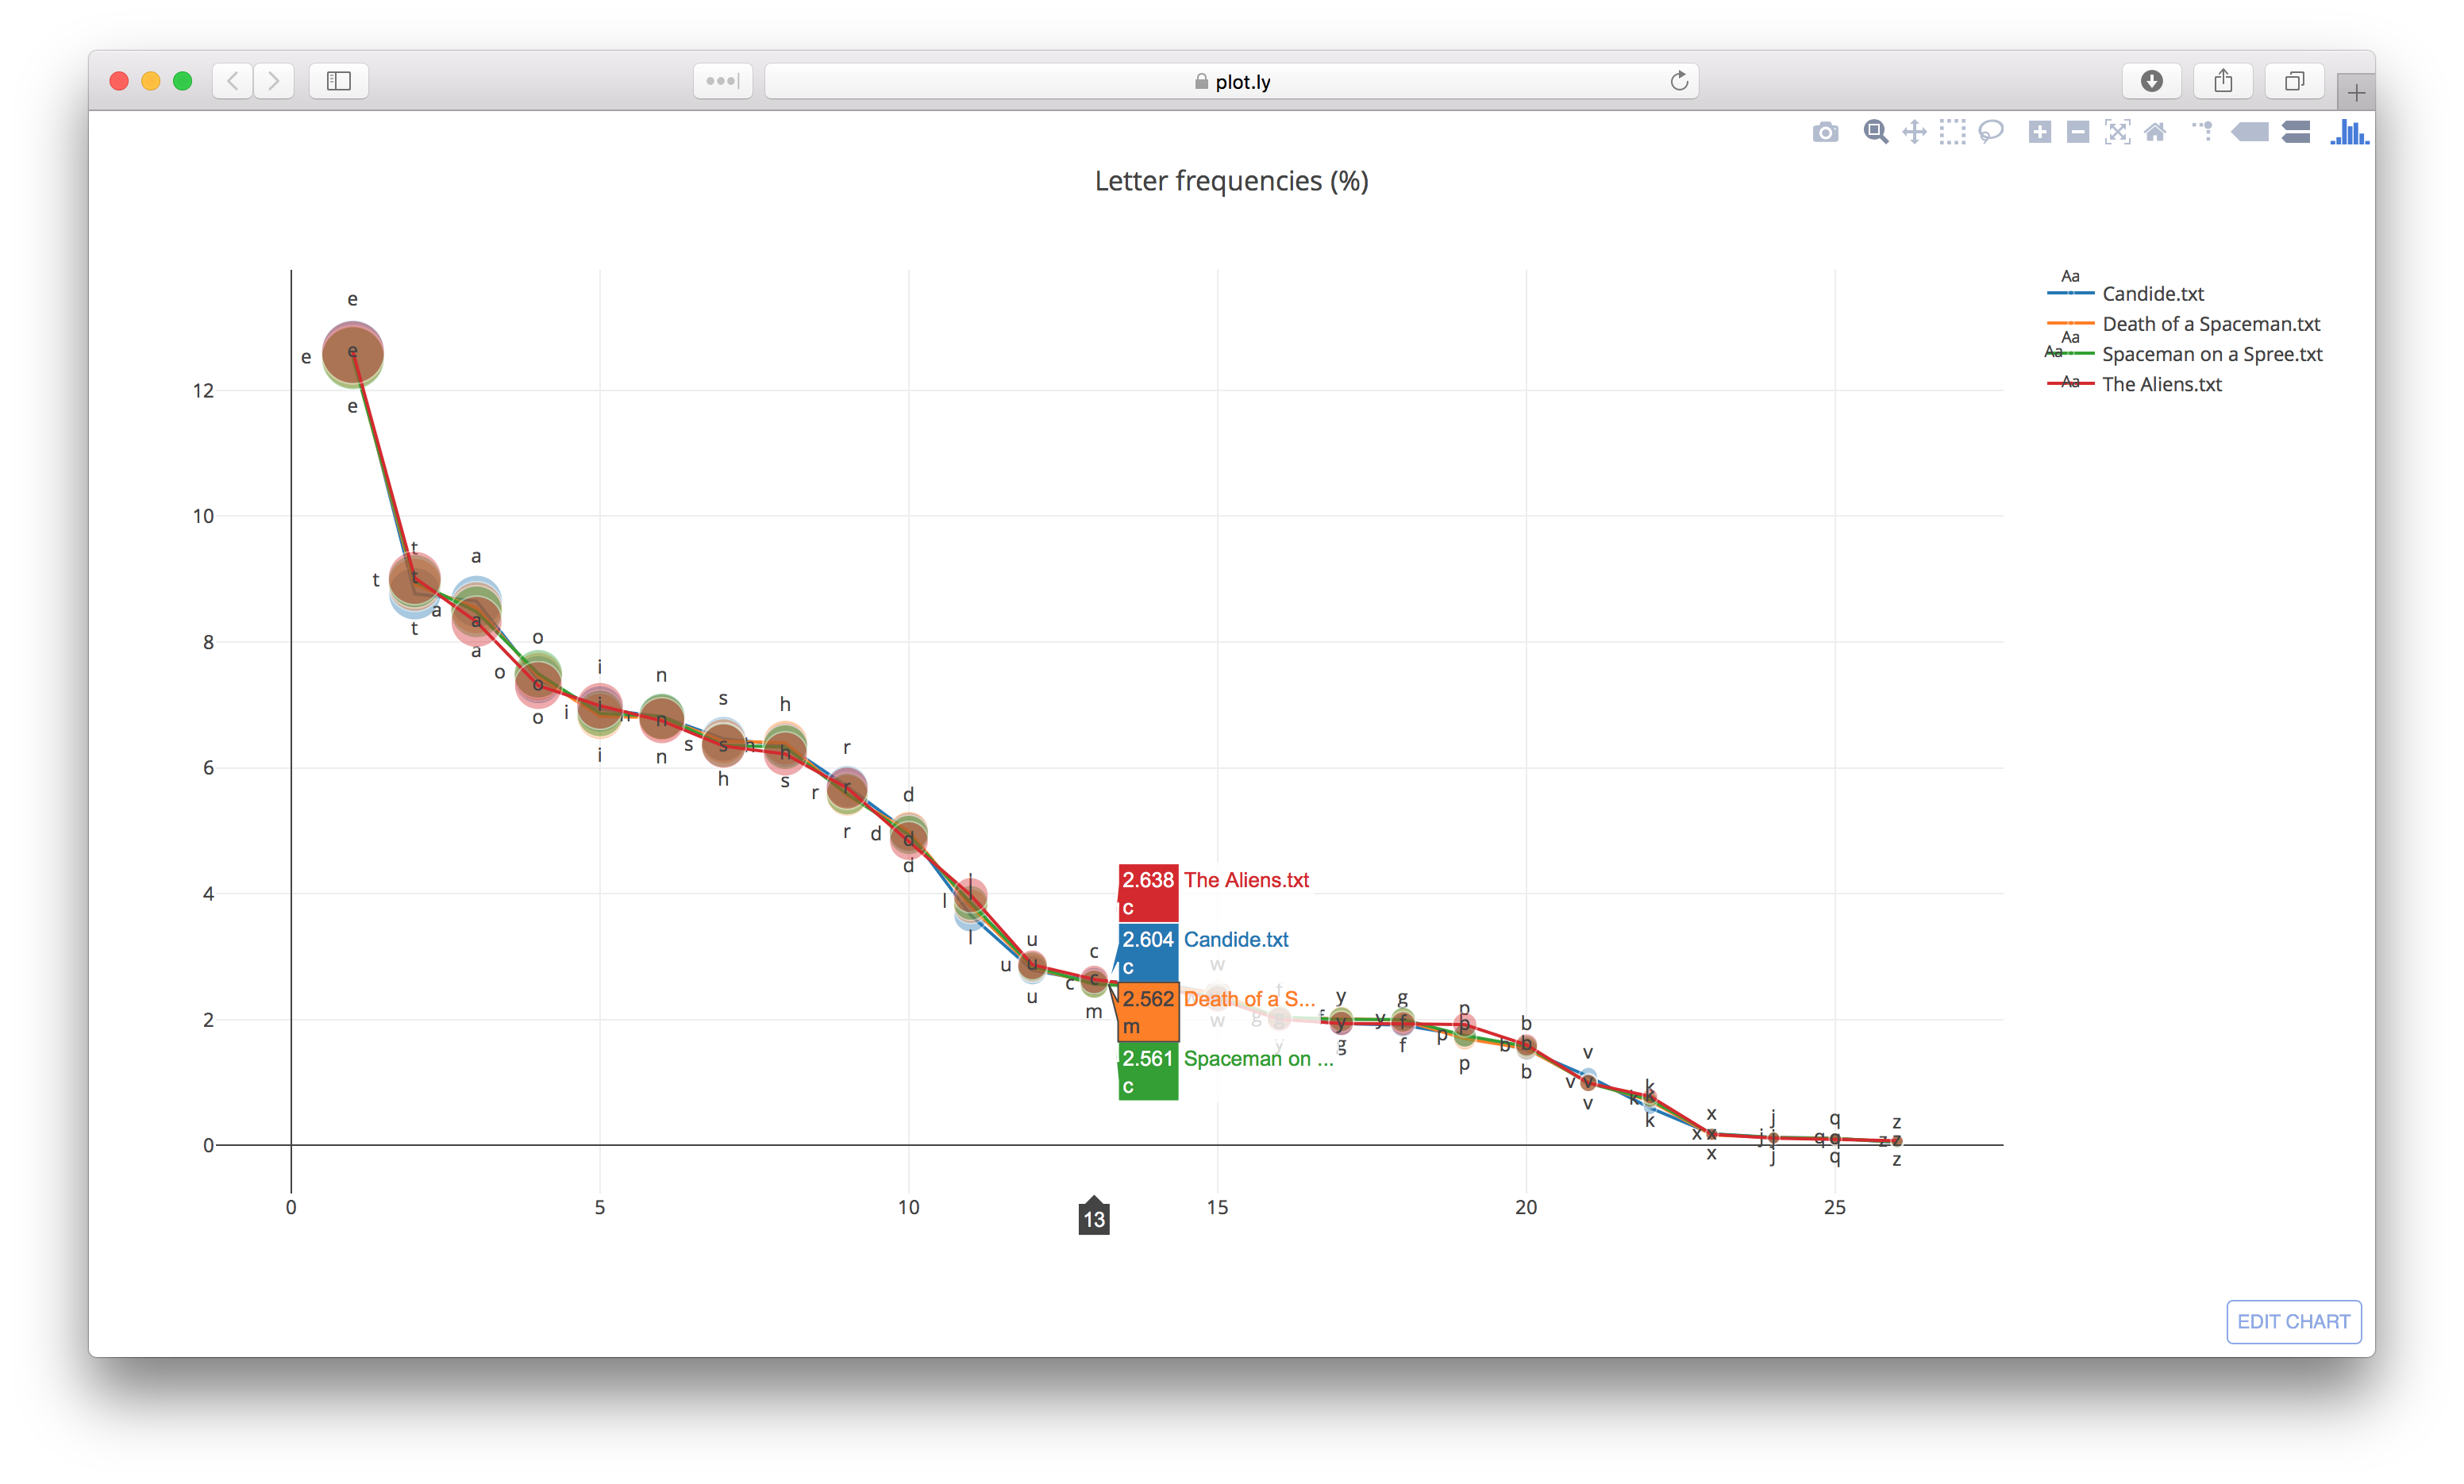 plot.ly
Letter frequencies (%)
Aa
Candide.txt
Death of a Spaceman.txt
Aa
Aa
Spaceman on a Spree.txt
Aa
The Aliens.txt
12
10
8
6
4
2
0
e
e e
e
t
t t
t
a
a a
a
o
o o
o
i
i i
i
n
n n
n
s
s s
h
h
h h
s
r
r r
r
d
d d
d
l
l l
l
u
u u
u
c
c c
m
2.638 The Aliens.txt
c
2.604 Candide.txt
c
2.562 Death of a S...
m
2.561 Spaceman on ...
c
w
w
f
g g
y
y
f y
g
g
y f
f
p
p p
p
b
b b
b
v
v v
v
k
k k
k
x
x x
x
j
j j
j
q
q q
q
z
z z
z
0 5 10 13 15 20 25
EDIT CHART